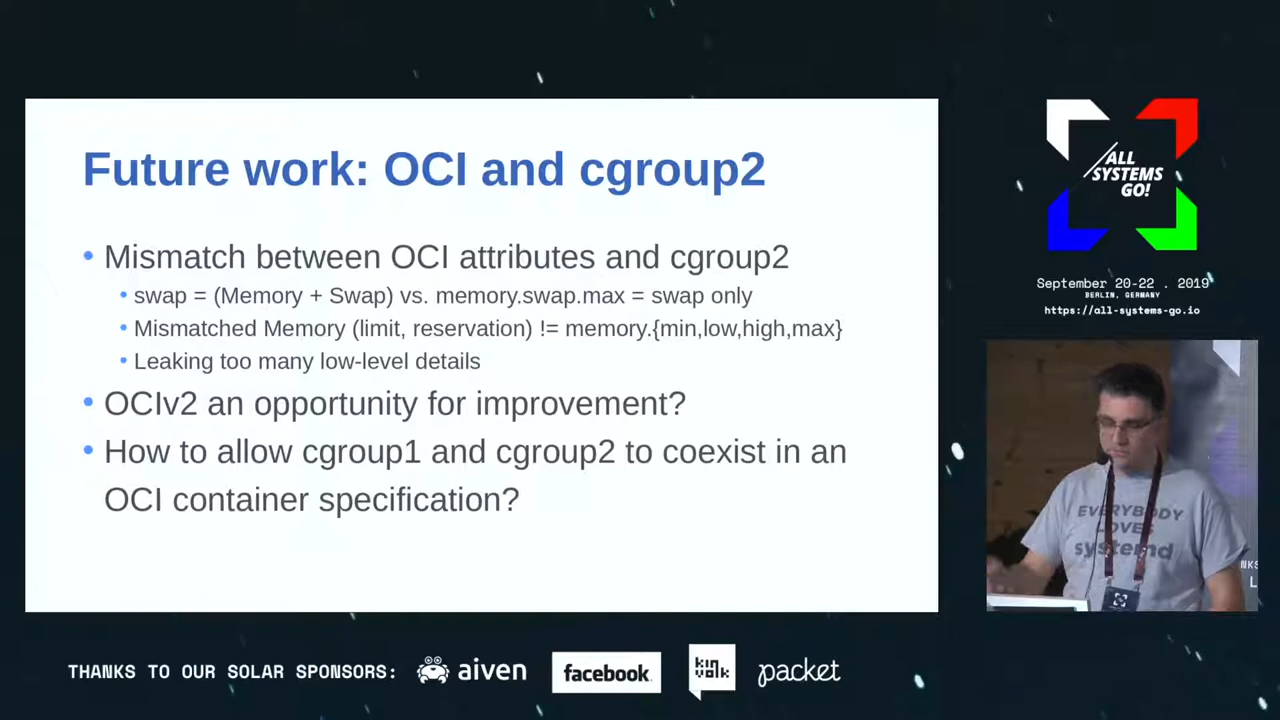 Future work: OCI and cgroup2
• Mismatch between OCI attributes and cgroup2
• swap = (Memory + Swap) vs. memory.swap.max = swap only
• Mismatched Memory (limit, reservation) != memory.{min,low,high,max}
• Leaking too many low-level details
• OCIv2 an opportunity for improvement?
• How to allow cgroup1 and cgroup2 to coexist in an
OCI container specification?
ALL
SYSTEMS
GO!
September 20-22 . 2019
BERLIN, GERMANY
https://all-systems-go.io
EVERYBODY
LOVES
systemd
NKS
L
THANKS TO OUR SOLAR SPONSORS:
aiven
facebook.
kin
volk
packet